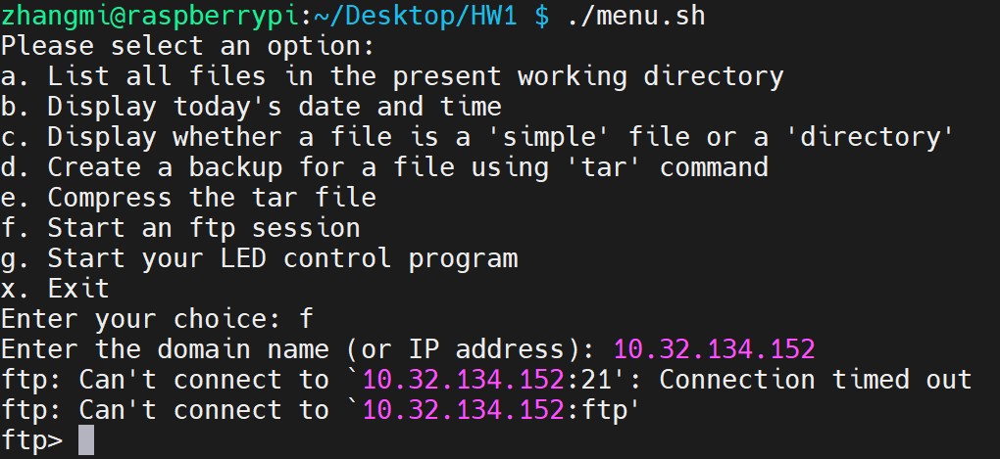 zhangmi@raspberrypi:~/Desktop/HW1 $ ./menu.sh
Please select an option:
a. List all files in the present working directory
b. Display today's date and time
c. Display whether a file is a 'simple' file or a 'directory'
d. Create a backup for a file using 'tar' command
e. Compress the tar file
f. Start an ftp session
g. Start your LED control program
x. Exit
Enter your choice: f
Enter the domain name (or IP address): 10.32.134.152
ftp: Can't connect to `10.32.134.152:21': Connection timed out
ftp: Can't connect to `10.32.134.152:ftp'
ftp>